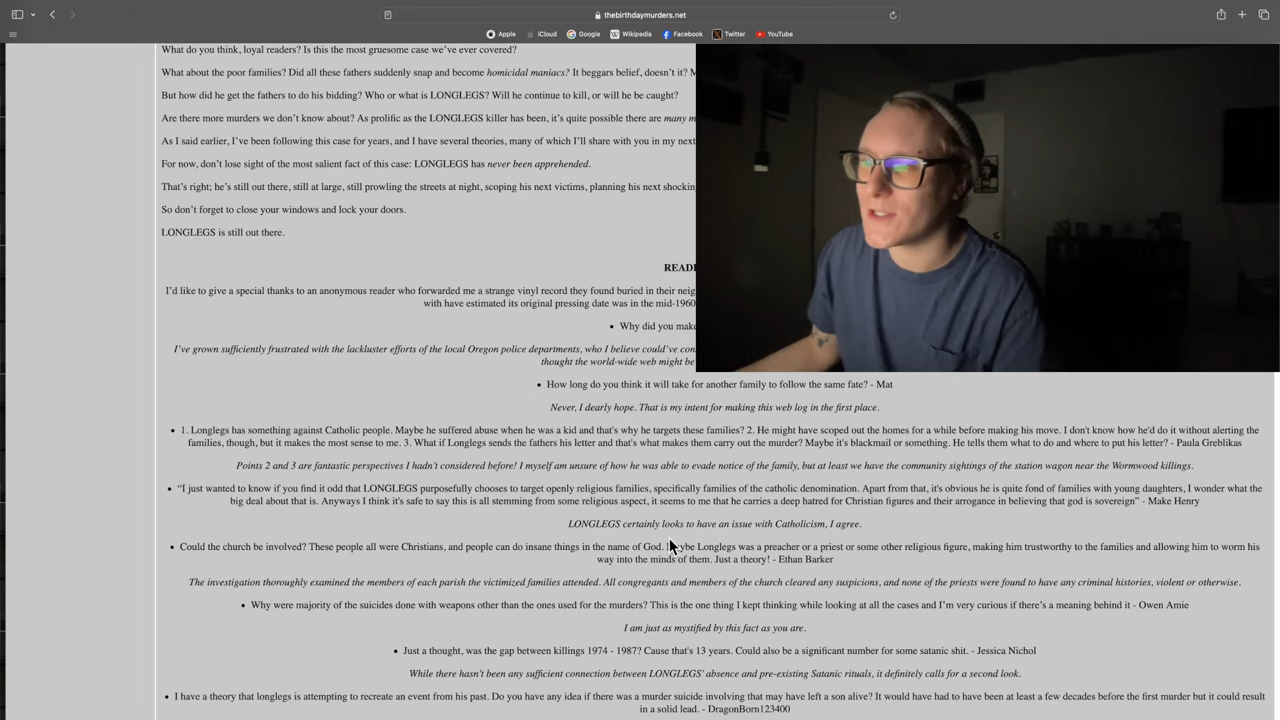 thebirthdaymurders.net
Apple iCloud Google Wikipedia Facebook Twitter YouTube
What do you think, loyal readers? Is this the most gruesome case we've ever covered?
What about the poor families? Did all these fathers suddenly snap and become homicidal maniacs? It beggars belief, doesn't it?
But how did he get the fathers to do his bidding? Who or what is LONGLEGS? Will he continue to kill, or will he be caught?
Are there more murders we don't know about? As prolific as the LONGLEGS killer has been, it's quite possible there are many
As I said earlier, I've been following this case for years, and I have several theories, many of which I'll share with you in my next
For now, don't lose sight of the most salient fact of this case: LONGLEGS has never been apprehended.
That's right; he's still out there, still at large, still prowling the streets at night, scoping his next victims, planning his next
So don't forget to close your windows and lock your doors.
LONGLEGS is still out there.
I'd like to give a special thanks to an anonymous reader who forwarded me a strange vinyl record they found buried in their
with have estimated its original pressing date was in the
• Why did you
I've grown sufficiently frustrated with the lackluster efforts of the local Oregon police departments, who I believe could've
thought the world-wide web might be
• How long do you think it will take for another family to follow the same fate? - Mat
Never, I dearly hope. That is my intent for making this web log in the first place.
• 1. Longlegs has something against Catholic people. Maybe he suffered abuse when he was a kid and that's why he targets these families? 2. He might have scoped out the homes for a while before making his move. I don't know how he'd do it without alerting the
families, though, but it makes the most sense to me. 3. What if Longlegs sends the fathers his letter and that's what makes them carry out the murder? Maybe it's blackmail or something. He tells them what to do and where to put his letter? - Paula Greblikas
Points 2 and 3 are fantastic perspectives I hadn't considered before! I myself am unsure of how he was able to evade notice of the family, but at least we have the community sightings of the station wagon near the Wormwood killings.
• "I just wanted to know if you find it odd that LONGLEGS purposefully chooses to target openly religious families, specifically families of the catholic denomination. Apart from that, it's obvious he is quite fond of families with young daughters, I wonder what the
big deal about that is. Anyways I think it's safe to say this is all stemming from some religious aspect, it seems to me that he carries a deep hatred for Christian figures and their arrogance in believing that god is sovereign" - Make Henry
LONGLEGS certainly looks to have an issue with Catholicism, I agree.
• Could the church be involved? These people all were Christians, and people can do insane things in the name of God. Maybe Longlegs was a preacher or a priest or some other religious figure, making him trustworthy to the families and allowing him to worm his
way into the minds of them. Just a theory! - Ethan Barker
The investigation thoroughly examined the members of each parish the victimized families attended. All congregants and members of the church cleared any suspicions, and none of the priests were found to have any criminal histories, violent or otherwise.
• Why were majority of the suicides done with weapons other than the ones used for the murders? This is the one thing I kept thinking while looking at all the cases and I'm very curious if there's a meaning behind it - Owen Amie
I am just as mystified by this fact as you are.
• Just a thought, was the gap between killings 1974 - 1987? Cause that's 13 years. Could also be a significant number for some satanic shit. - Jessica Nichol
While there hasn't been any sufficient connection between LONGLEGS' absence and pre-existing Satanic rituals, it definitely calls for a second look.
• I have a theory that longlegs is attempting to recreate an event from his past. Do you have any idea if there was a murder suicide involving that may have left a son alive? It would have had to have been at least a few decades before the first murder but it could result
in a solid lead. - DragonBorn123400